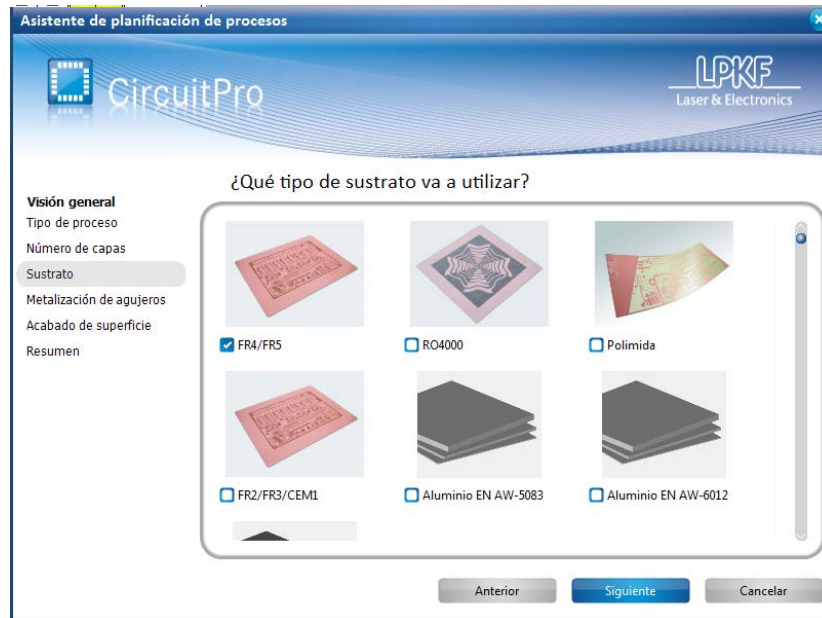 Asistente de planificación de procesos
CircuitPro
LPKF
Laser & Electronics
¿Qué tipo de sustrato va a utilizar?
Visión general
Tipo de proceso
Número de capas
Sustrato
Metalización de agujeros
Acabado de superficie
Resumen
FR4/FR5
RO4000
Polimida
FR2/FR3/CEM1
Aluminio EN AW-5083
Aluminio EN AW-6012
Anterior
Siguiente
Cancelar